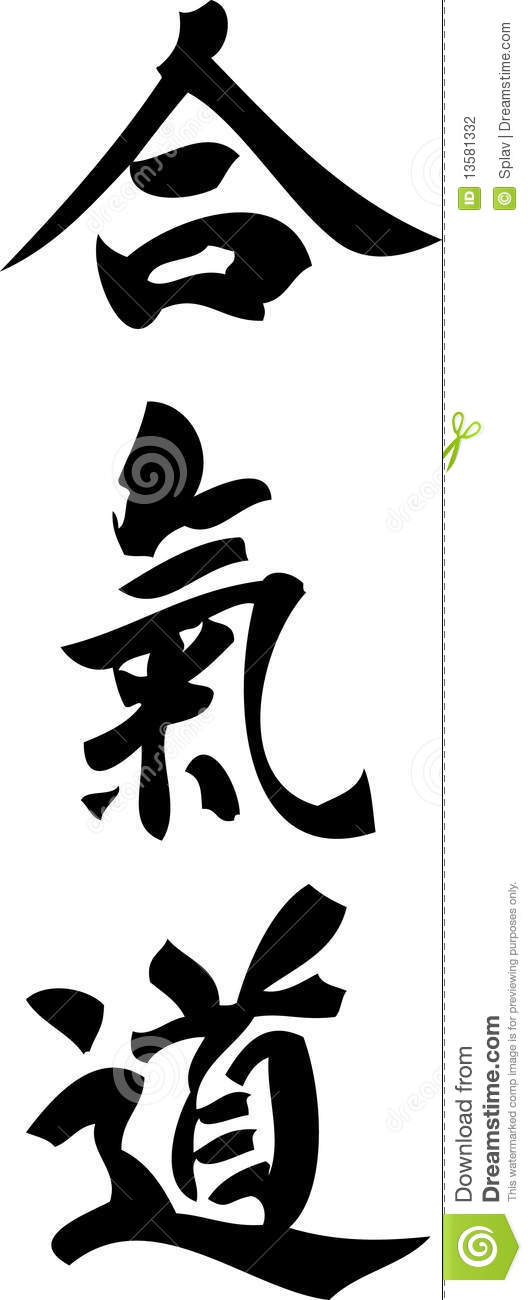 合
氣
道
13581332
Splav | Dreamstime.com
ID
©
Download from
Dreamstime.com
This watermarked comp image is for previewing purposes only.
dreamstime